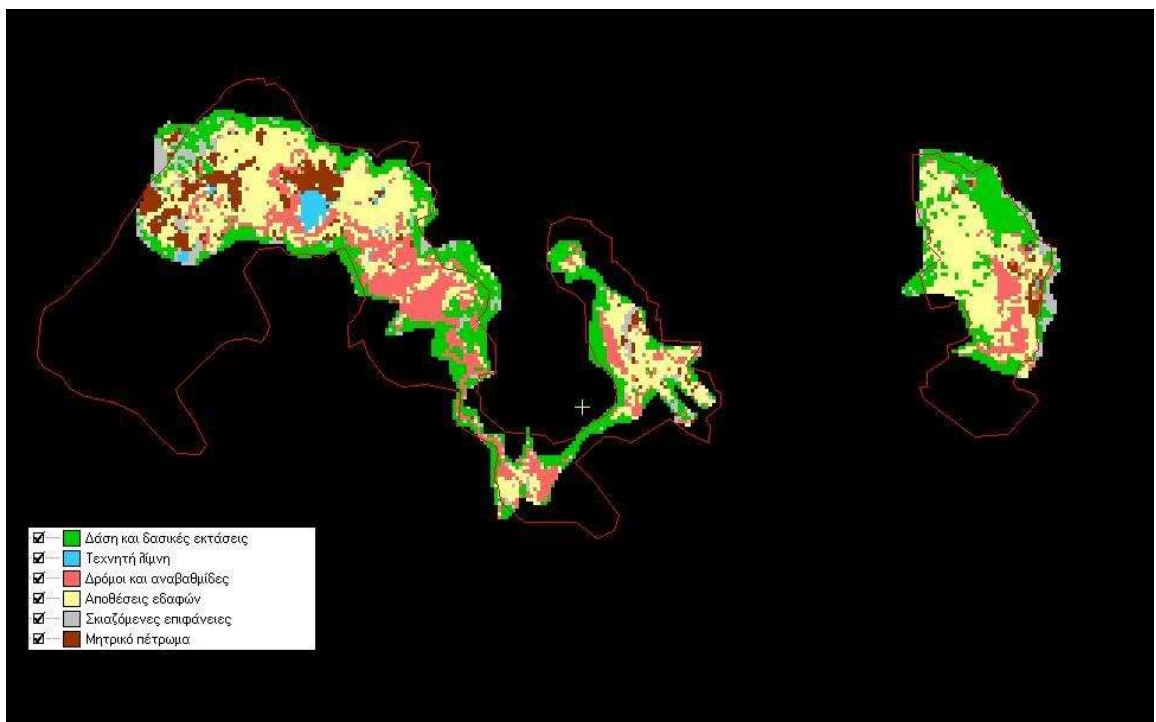 Δάση και δασικές εκτάσεις
Τεχνητή λίμνη
Δρόμοι και αναβαθμίδες
Αποθέσεις εδαφών
Σκιαζόμενες επιφάνειες
Μητρικό πέτρωμα